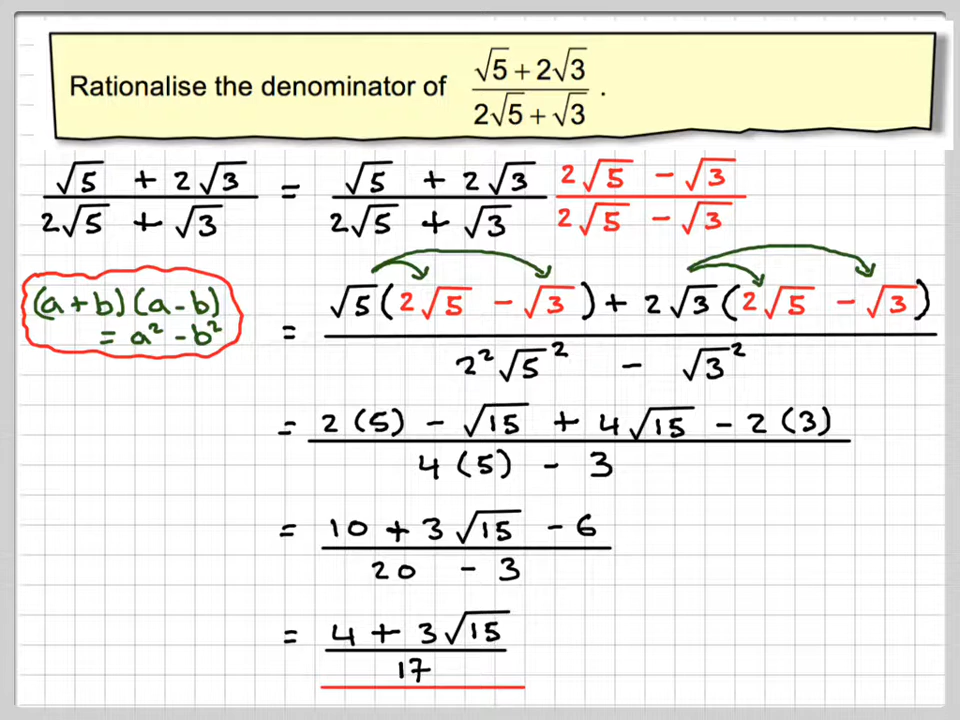 Rationalise the denominator of (√5 + 2√3)/(2√5 + √3) .
(√5 + 2√3)/(2√5 + √3) = (√5 + 2√3)/(2√5 + √3) (2√5 − √3)/(2√5 − √3)
(a + b)(a − b)
= a² − b²
= (√5(2√5 − √3) + 2√3(2√5 − √3))/(2²√5² − √3²)
= (2(5) − √15 + 4√15 − 2(3))/(4(5) − 3)
= (10 + 3√15 − 6)/(20 − 3)
= (4 + 3√15)/17